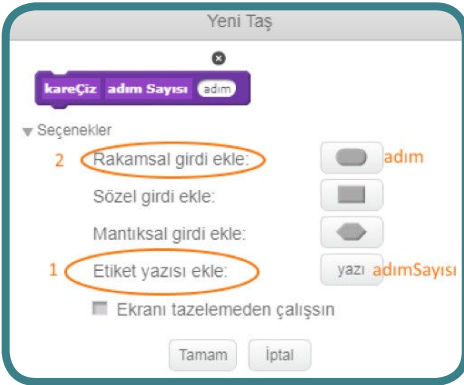 Yeni Taş
kareÇiz adım Sayısı adım
Seçenekler
2 Rakamsal girdi ekle: adım
Sözel girdi ekle:
Mantıksal girdi ekle:
1 Etiket yazısı ekle: yazı adımSayısı
Ekranı tazelemeden çalışsın
Tamam İptal